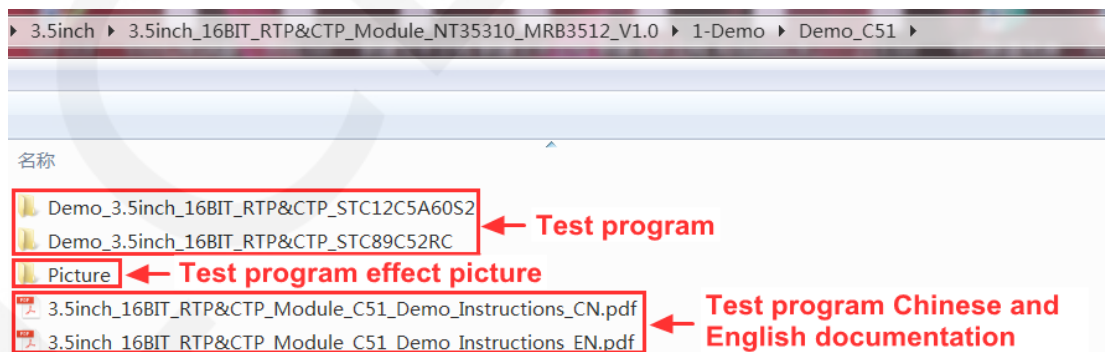 3.5inch ▸ 3.5inch_16BIT_RTP&CTP_Module_NT35310_MRB3512_V1.0 ▸ 1-Demo ▸ Demo_C51 ▸
名称
Demo_3.5inch_16BIT_RTP&CTP_STC12C5A60S2
Test program
Demo_3.5inch_16BIT_RTP&CTP_STC89C52RC
Picture
Test program effect picture
3.5inch_16BIT_RTP&CTP_Module_C51_Demo_Instructions_CN.pdf
3.5inch_16BIT_RTP&CTP_Module_C51_Demo_Instructions_EN.pdf
Test program Chinese and
English documentation